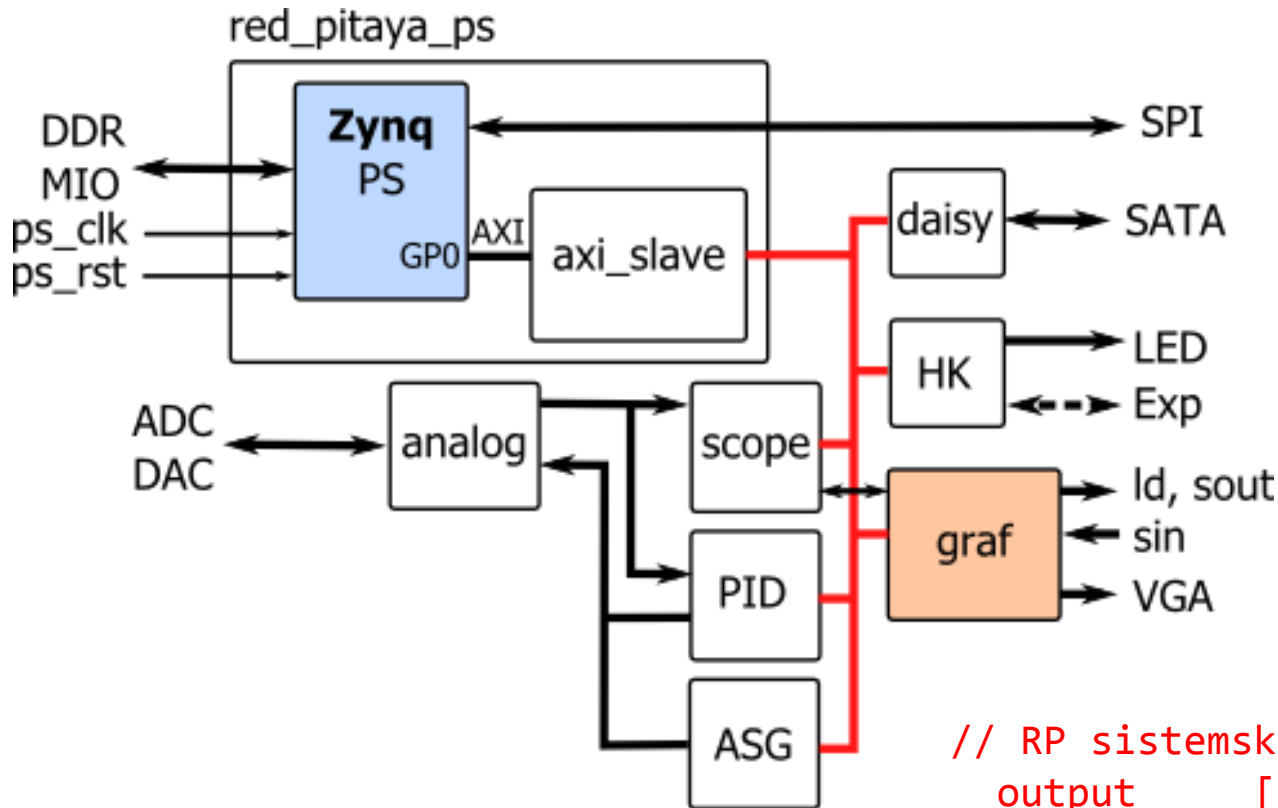 red_pitaya_ps
DDR
MIO
ps_clk
ps_rst
Zynq
PS
GP0
AXI
axi_slave
SPI
daisy
SATA
HK
LED
Exp
ADC
DAC
analog
scope
graf
ld, sout
sin
VGA
PID
ASG
// RP sistemsk
output [